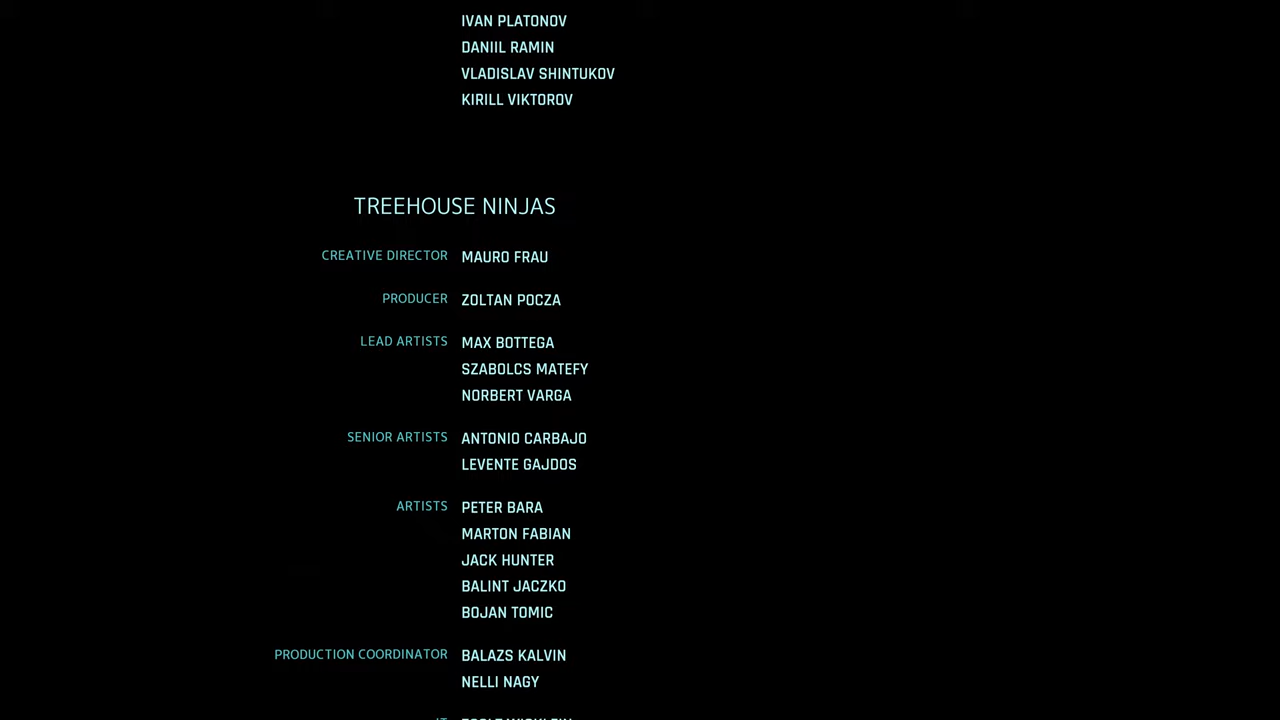 IVAN PLATONOV
DANIIL RAMIN
VLADISLAV SHINTUKOV
KIRILL VIKTOROV
TREEHOUSE NINJAS
CREATIVE DIRECTOR MAURO FRAU
PRODUCER ZOLTAN POCZA
LEAD ARTISTS MAX BOTTEGA
SZABOLCS MATEFY
NORBERT VARGA
SENIOR ARTISTS ANTONIO CARBAJO
LEVENTE GAJDOS
ARTISTS PETER BARA
MARTON FABIAN
JACK HUNTER
BALINT JACZKO
BOJAN TOMIC
PRODUCTION COORDINATOR BALAZS KALVIN
NELLI NAGY
IT